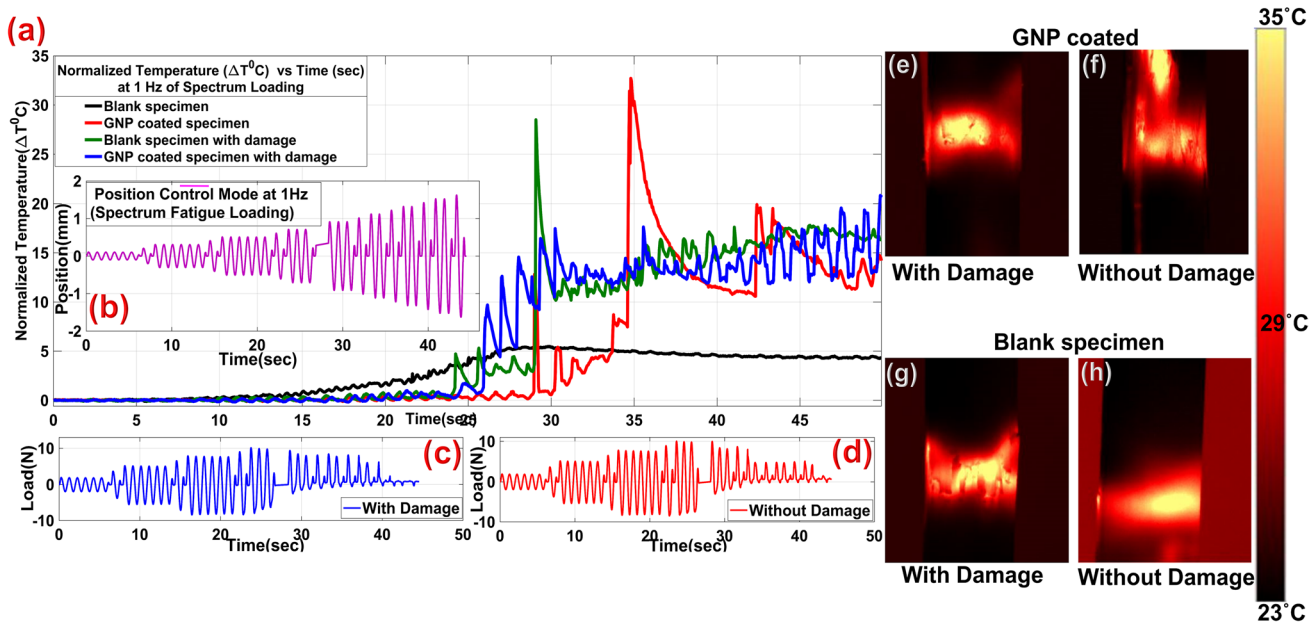 (a)
Normalized Temperature(ΔT⁰C)
35
30
25
20
15
10
5
0
Normalized Temperature (ΔT⁰C) vs Time (sec)
at 1 Hz of Spectrum Loading
Blank specimen
GNP coated specimen
Blank specimen with damage
GNP coated specimen with damage
Position Control Mode at 1Hz
(Spectrum Fatigue Loading)
Position(mm)
2
1
0
-1
-2
(b)
0 10 20 30 40
Time(sec)
0 5 10 15 20 25 30 35 40 45
Time(sec)
Load(N)
10
0
-10
(c)
With Damage
0 10 20 30 40 50
Time(sec)
Load(N)
10
0
-10
(d)
Without Damage
0 10 20 30 40 50
Time(sec)
GNP coated
(e)
(f)
With Damage
Without Damage
Blank specimen
(g)
(h)
With Damage
Without Damage
35˚C
29˚C
23˚C